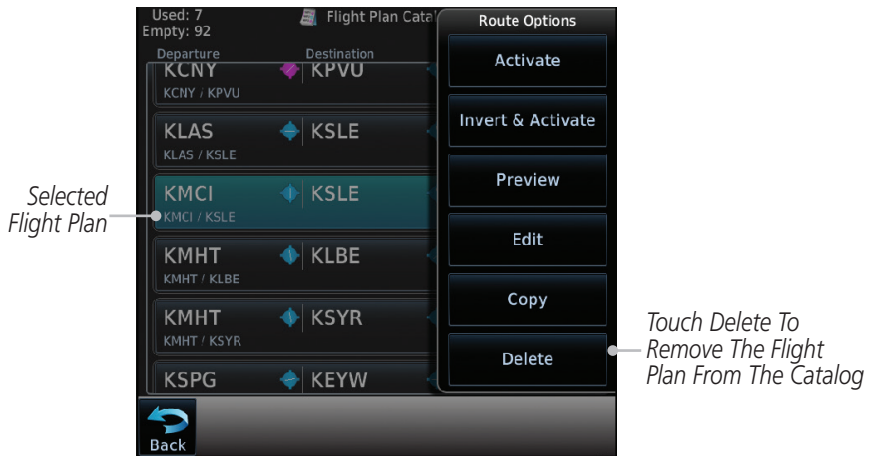 Used: 7
Empty: 92
Flight Plan Catal
Route Options
Departure
Destination
KCNY
KPVU
KCNY / KPVU
KLAS
KSLE
KLAS / KSLE
KMCI
KSLE
KMCI / KSLE
KMHT
KLBE
KMHT / KLBE
KMHT
KSYR
KMHT / KSYR
KSPG
KEYW
Activate
Invert & Activate
Preview
Edit
Copy
Delete
Back
Selected
Flight Plan
Touch Delete To
Remove The Flight
Plan From The Catalog